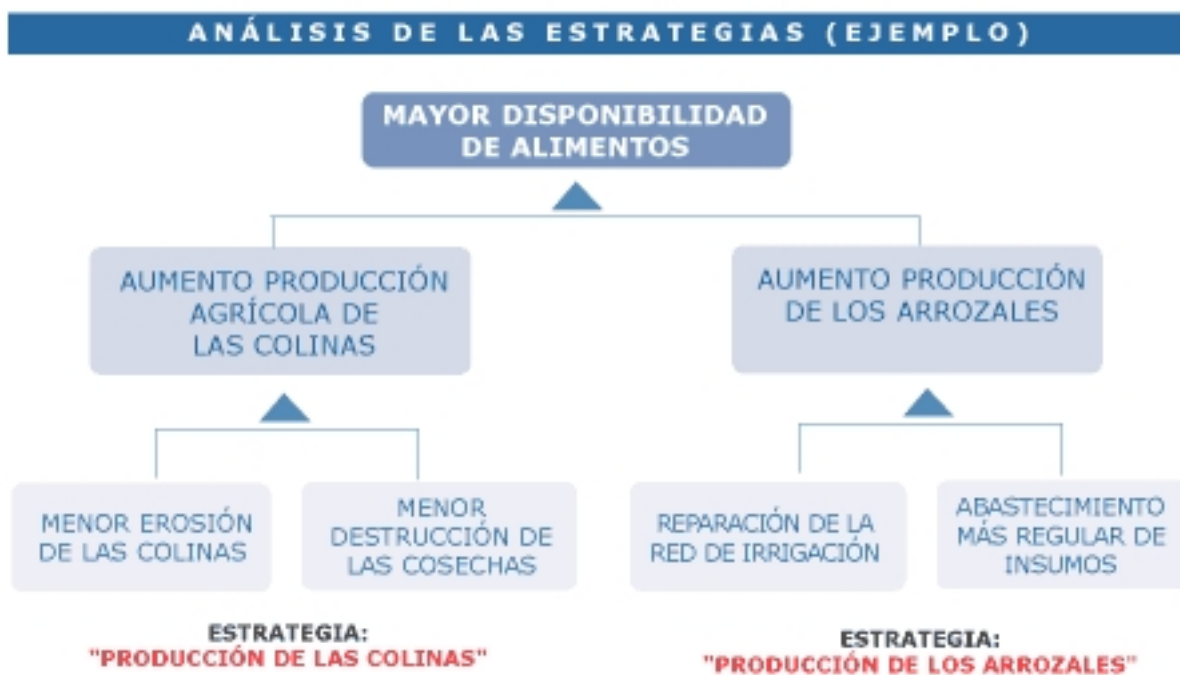 ANÁLISIS DE LAS ESTRATEGIAS (EJEMPLO)
MAYOR DISPONIBILIDAD
DE ALIMENTOS
AUMENTO PRODUCCIÓN
AGRÍCOLA DE
LAS COLINAS
AUMENTO PRODUCCIÓN
DE LOS ARROZALES
MENOR EROSIÓN
DE LAS COLINAS
MENOR
DESTRUCCIÓN DE
LAS COSECHAS
REPARACIÓN DE LA
RED DE IRRIGACIÓN
ABASTECIMIENTO
MÁS REGULAR DE
INSUMOS
ESTRATEGIA:
"PRODUCCIÓN DE LAS COLINAS"
ESTRATEGIA:
"PRODUCCIÓN DE LOS ARROZALES"